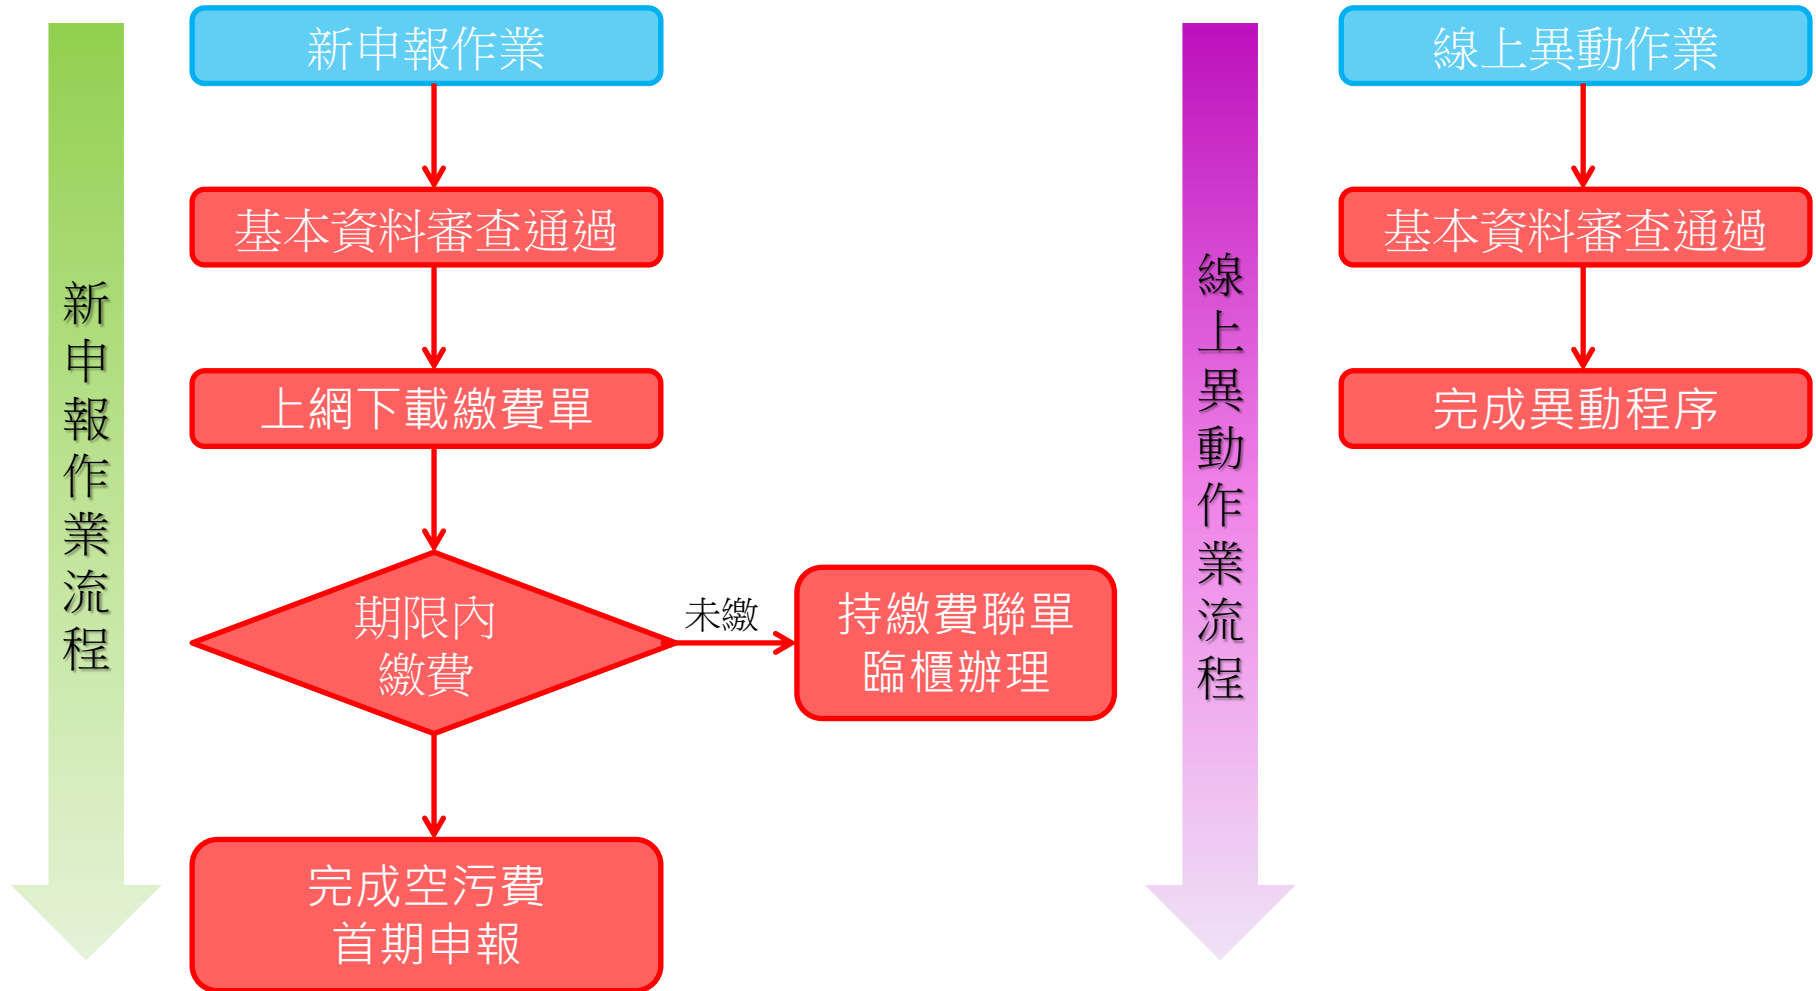 新申報作業流程
新申報作業
基本資料審查通過
上網下載繳費單
期限內
繳費
未繳
持繳費聯單
臨櫃辦理
完成空污費
首期申報
線上異動作業流程
線上異動作業
基本資料審查通過
完成異動程序